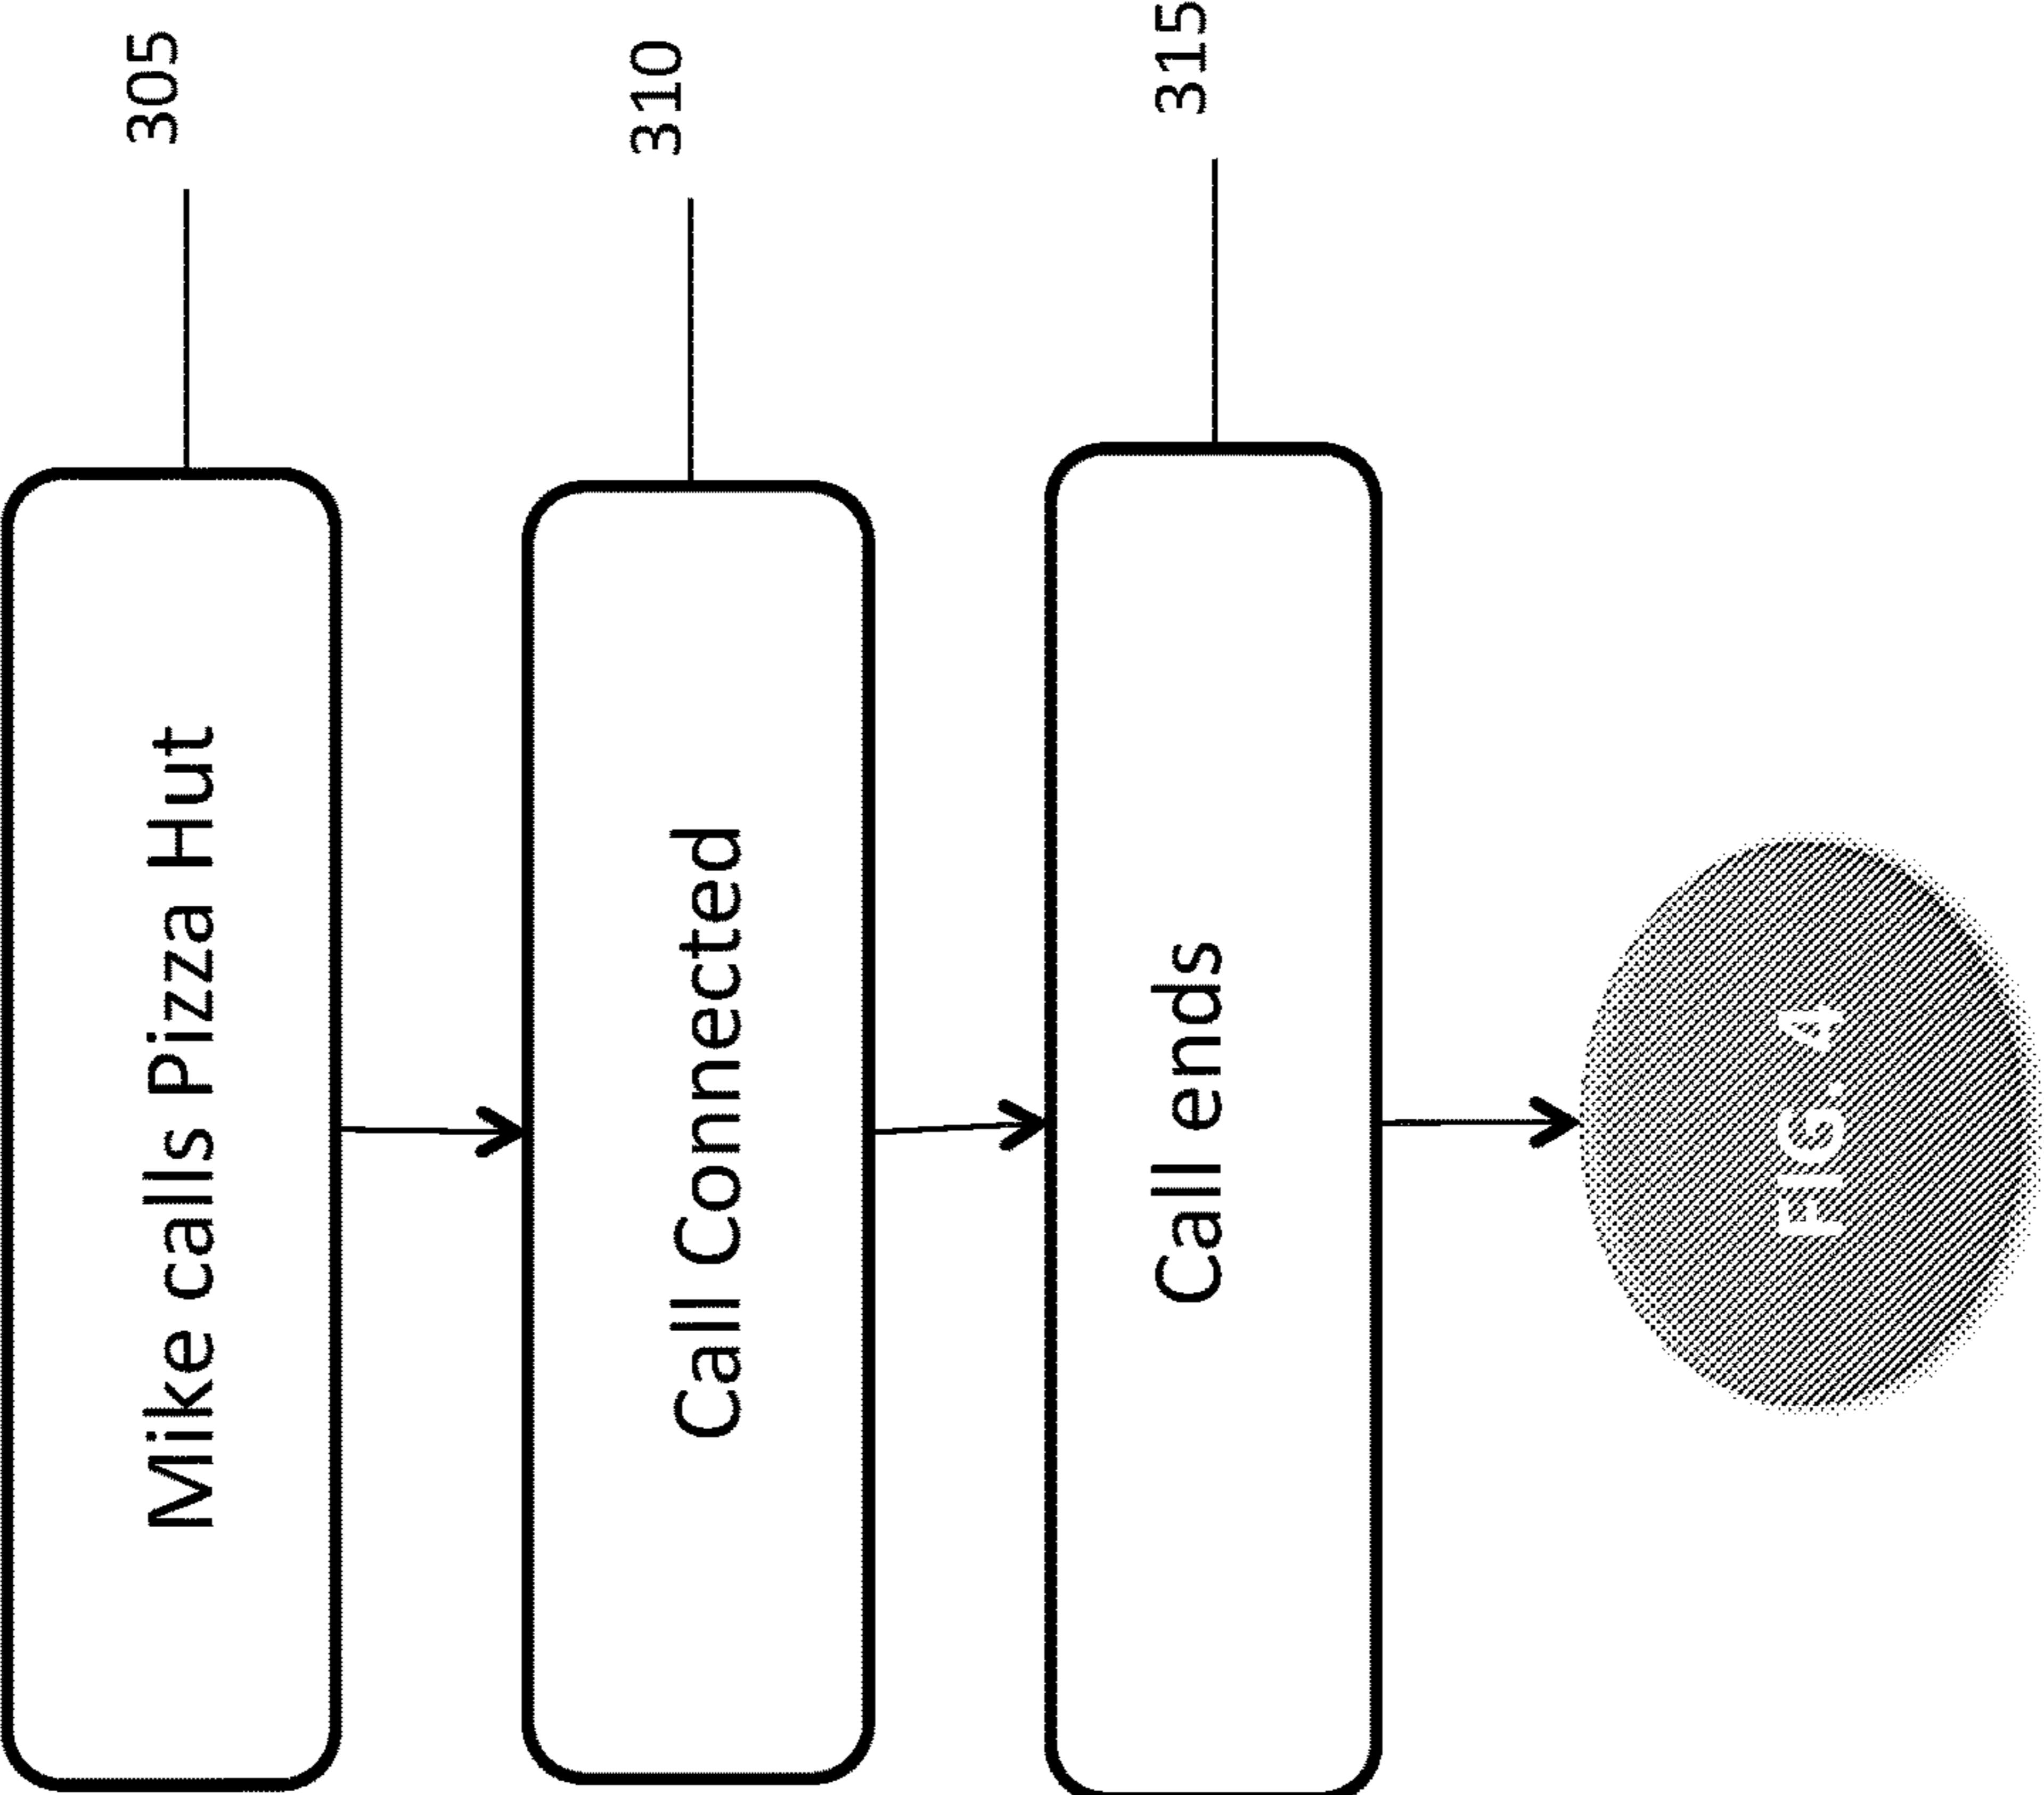 Mike calls Pizza Hut
305
Call Connected
310
Call ends
315
FIG. 4